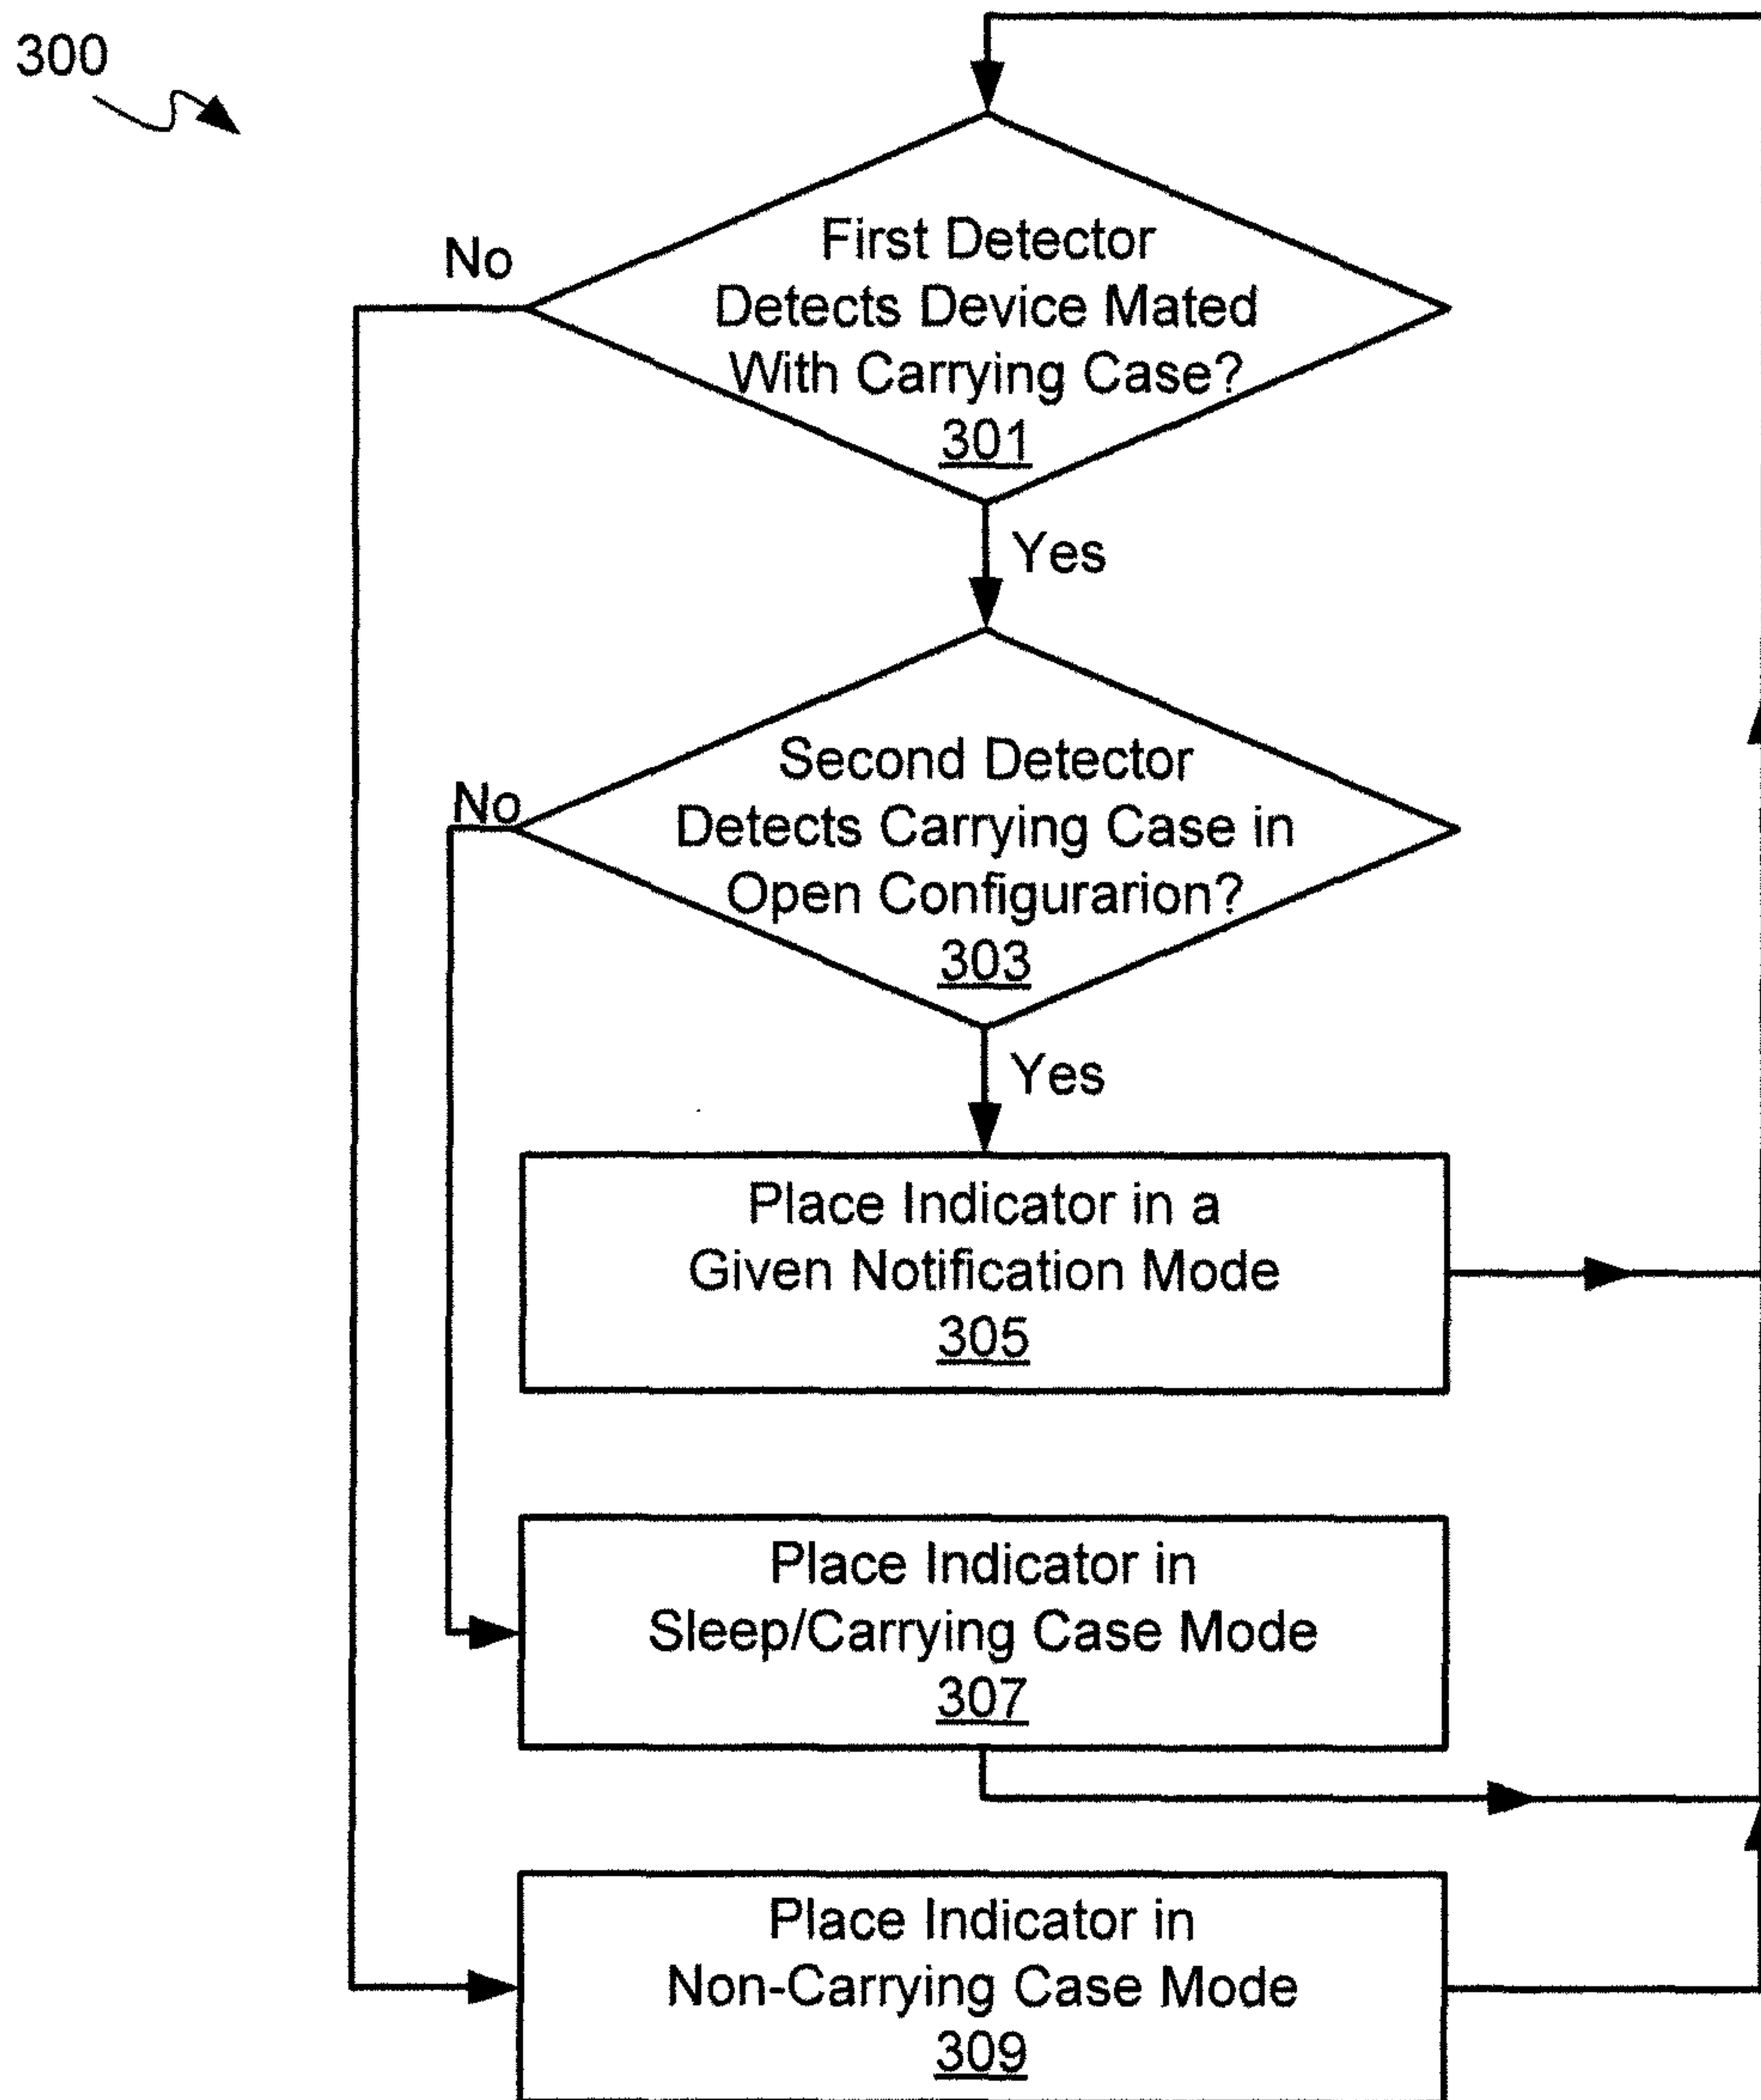 300
First Detector
Detects Device Mated
With Carrying Case?
301
No
Yes
Second Detector
Detects Carrying Case in
Open Configurarion?
303
No
Yes
Place Indicator in a
Given Notification Mode
305
Place Indicator in
Sleep/Carrying Case Mode
307
Place Indicator in
Non-Carrying Case Mode
309